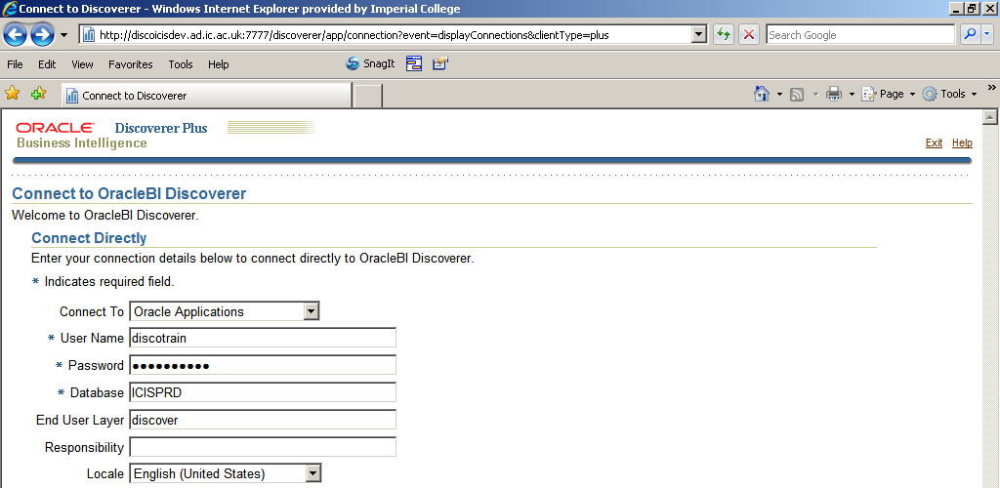 Connect to Discoverer - Windows Internet Explorer provided by Imperial College
http://discoicisdev.ad.ic.ac.uk:7777/discoverer/app/connection?event=displayConnections&clientType=plus
Search Google
File Edit View Favorites Tools Help SnagIt
Connect to Discoverer
Page Tools
ORACLE Discoverer Plus
Business Intelligence
Exit Help
Connect to OracleBI Discoverer
Welcome to OracleBI Discoverer.
Connect Directly
Enter your connection details below to connect directly to OracleBI Discoverer.
* Indicates required field.
Connect To Oracle Applications
* User Name discotrain
* Password ●●●●●●●●●●
* Database ICISPRD
End User Layer discover
Responsibility
Locale English (United States)